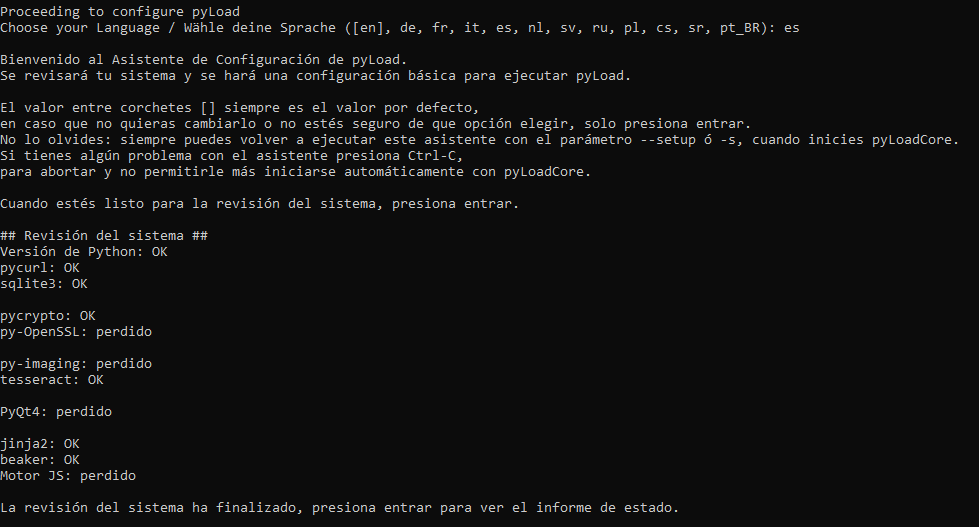 Proceeding to configure pyLoad
Choose your Language / Wähle deine Sprache ([en], de, fr, it, es, nl, sv, ru, pl, cs, sr, pt_BR): es
Bienvenido al Asistente de Configuración de pyLoad.
Se revisará tu sistema y se hará una configuración básica para ejecutar pyLoad.
El valor entre corchetes [] siempre es el valor por defecto,
en caso que no quieras cambiarlo o no estés seguro de que opción elegir, solo presiona entrar.
No lo olvides: siempre puedes volver a ejecutar este asistente con el parámetro --setup ó -s, cuando inicies pyLoadCore.
Si tienes algún problema con el asistente presiona Ctrl-C,
para abortar y no permitirle más iniciarse automáticamente con pyLoadCore.
Cuando estés listo para la revisión del sistema, presiona entrar.
## Revisión del sistema ##
Versión de Python: OK
pycurl: OK
sqlite3: OK
pycrypto: OK
py-OpenSSL: perdido
py-imaging: perdido
tesseract: OK
PyQt4: perdido
jinja2: OK
beaker: OK
Motor JS: perdido
La revisión del sistema ha finalizado, presiona entrar para ver el informe de estado.